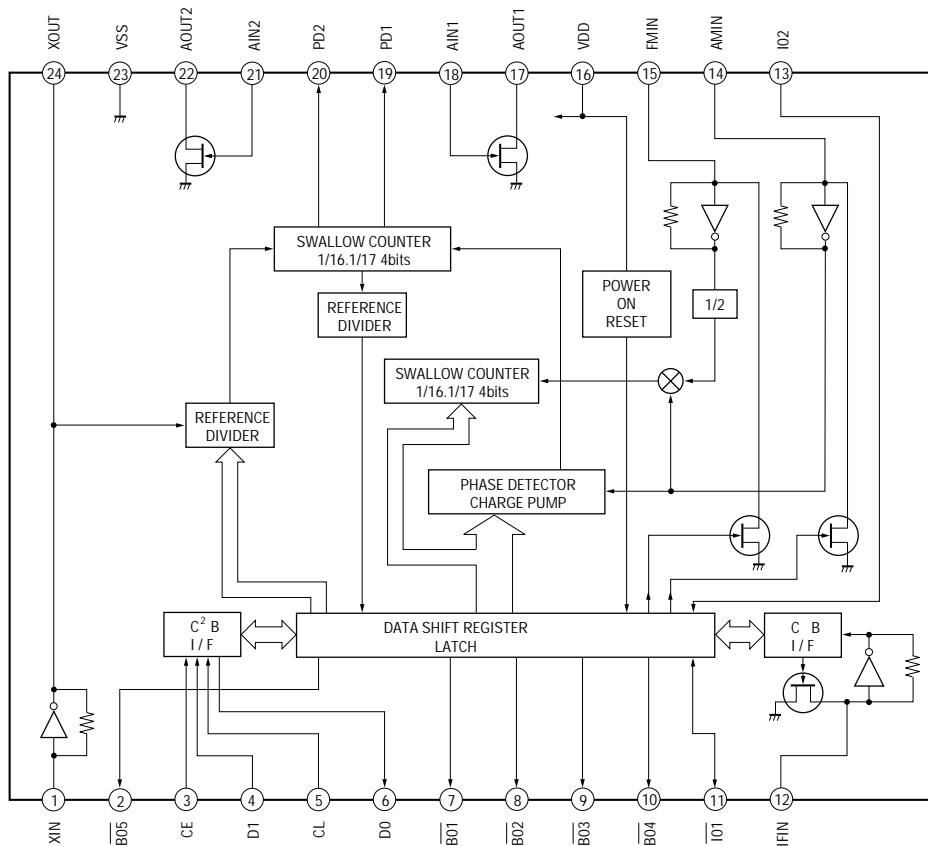 XOUT
VSS
AOUT2
AIN2
PD2
PD1
AIN1
AOUT1
VDD
FMIN
AMIN
IO2
24
23
22
21
20
19
18
17
16
15
14
13
SWALLOW COUNTER
1/16.1/17 4bits
REFERENCE
DIVIDER
POWER
ON
RESET
1/2
SWALLOW COUNTER
1/16.1/17 4bits
REFERENCE
DIVIDER
PHASE DETECTOR
CHARGE PUMP
C² B
I / F
DATA SHIFT REGISTER
LATCH
C B
I / F
1
2
3
4
5
6
7
8
9
10
11
12
XIN
B05
CE
D1
CL
D0
B01
B02
B03
B04
I01
IFIN